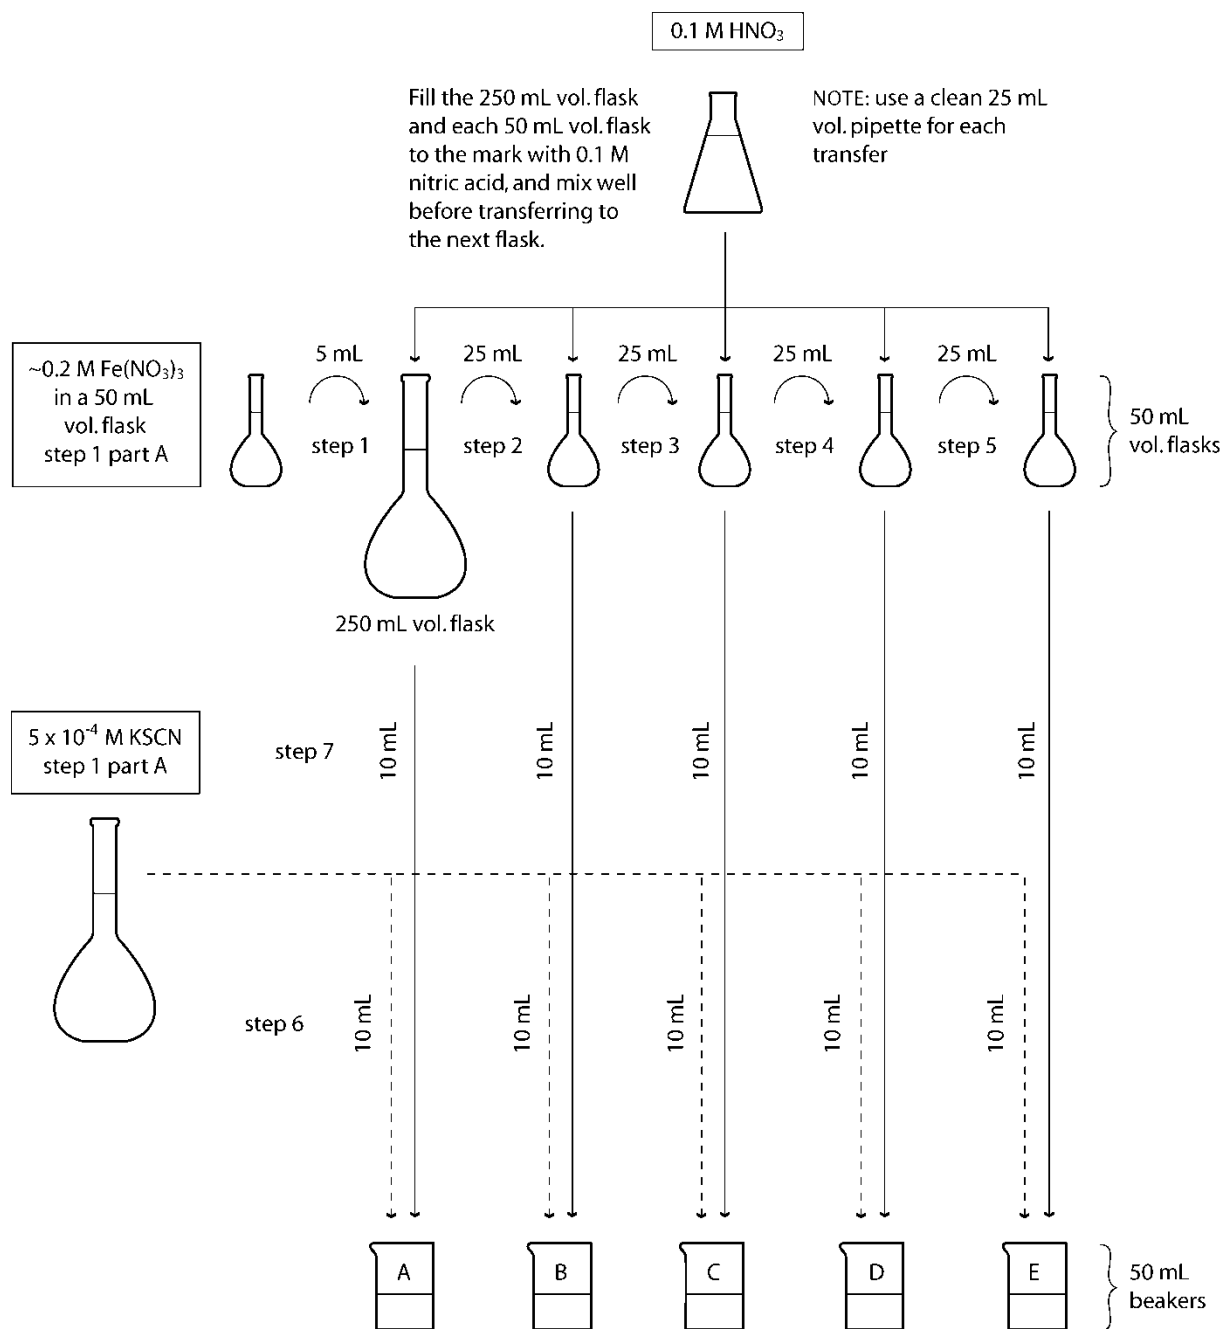 0.1 M HNO₃
Fill the 250 mL vol. flask
and each 50 mL vol. flask
to the mark with 0.1 M
nitric acid, and mix well
before transferring to
the next flask.
NOTE: use a clean 25 mL
vol. pipette for each
transfer
~0.2 M Fe(NO₃)₃
in a 50 mL
vol. flask
step 1 part A
5 mL
step 1
25 mL
step 2
25 mL
step 3
25 mL
step 4
25 mL
step 5
50 mL
vol. flasks
250 mL vol. flask
5 x 10⁻⁴ M KSCN
step 1 part A
step 7
10 mL
10 mL
10 mL
10 mL
10 mL
step 6
10 mL
10 mL
10 mL
10 mL
10 mL
A
B
C
D
E
50 mL
beakers